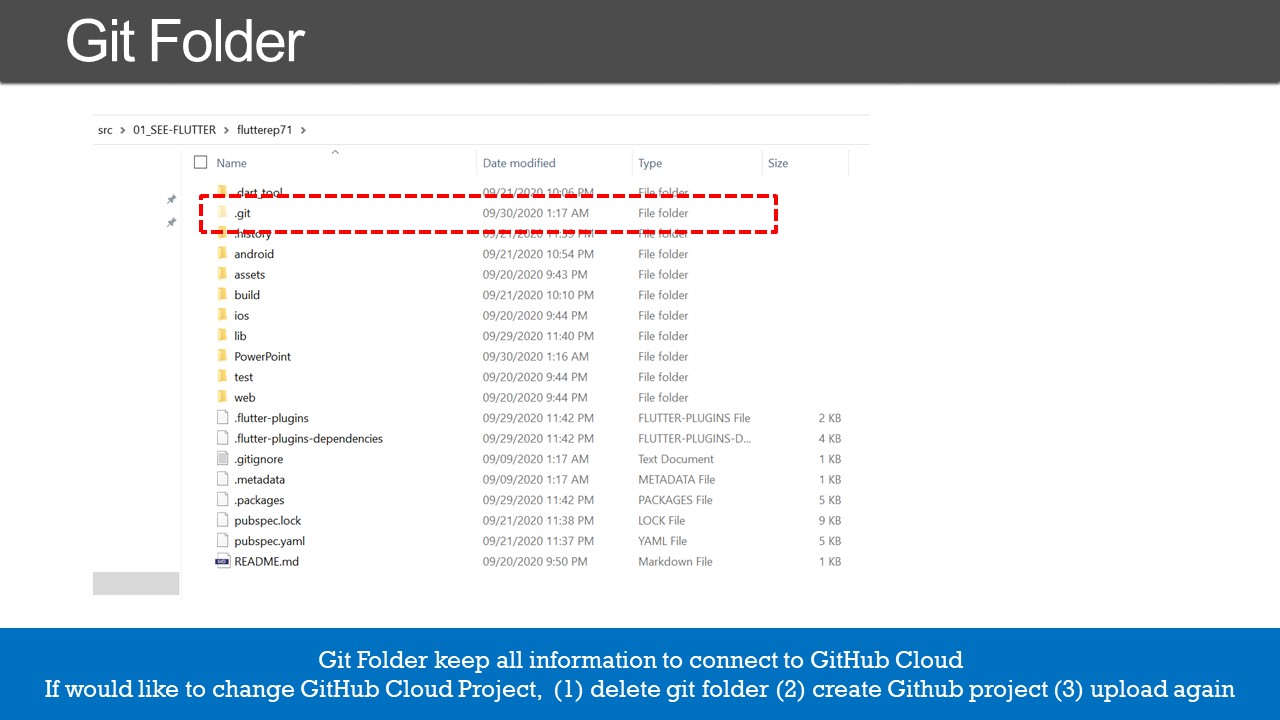 Git Folder
src > 01_SEE-FLUTTER > flutterep71 >
Name Date modified Type Size
.dart_tool 09/21/2020 10:06 PM File folder
.git 09/30/2020 1:17 AM File folder
.history 09/21/2020 11:39 PM File folder
android 09/21/2020 10:54 PM File folder
assets 09/20/2020 9:43 PM File folder
build 09/21/2020 10:10 PM File folder
ios 09/20/2020 9:44 PM File folder
lib 09/29/2020 11:40 PM File folder
PowerPoint 09/30/2020 1:16 AM File folder
test 09/20/2020 9:44 PM File folder
web 09/20/2020 9:44 PM File folder
.flutter-plugins 09/29/2020 11:42 PM FLUTTER-PLUGINS File 2 KB
.flutter-plugins-dependencies 09/29/2020 11:42 PM FLUTTER-PLUGINS-D... 4 KB
.gitignore 09/09/2020 1:17 AM Text Document 1 KB
.metadata 09/09/2020 1:17 AM METADATA File 1 KB
.packages 09/29/2020 11:42 PM PACKAGES File 5 KB
pubspec.lock 09/21/2020 11:38 PM LOCK File 9 KB
pubspec.yaml 09/21/2020 11:37 PM YAML File 5 KB
README.md 09/20/2020 9:50 PM Markdown File 1 KB
Git Folder keep all information to connect to GitHub Cloud
If would like to change GitHub Cloud Project, (1) delete git folder (2) create Github project (3) upload again